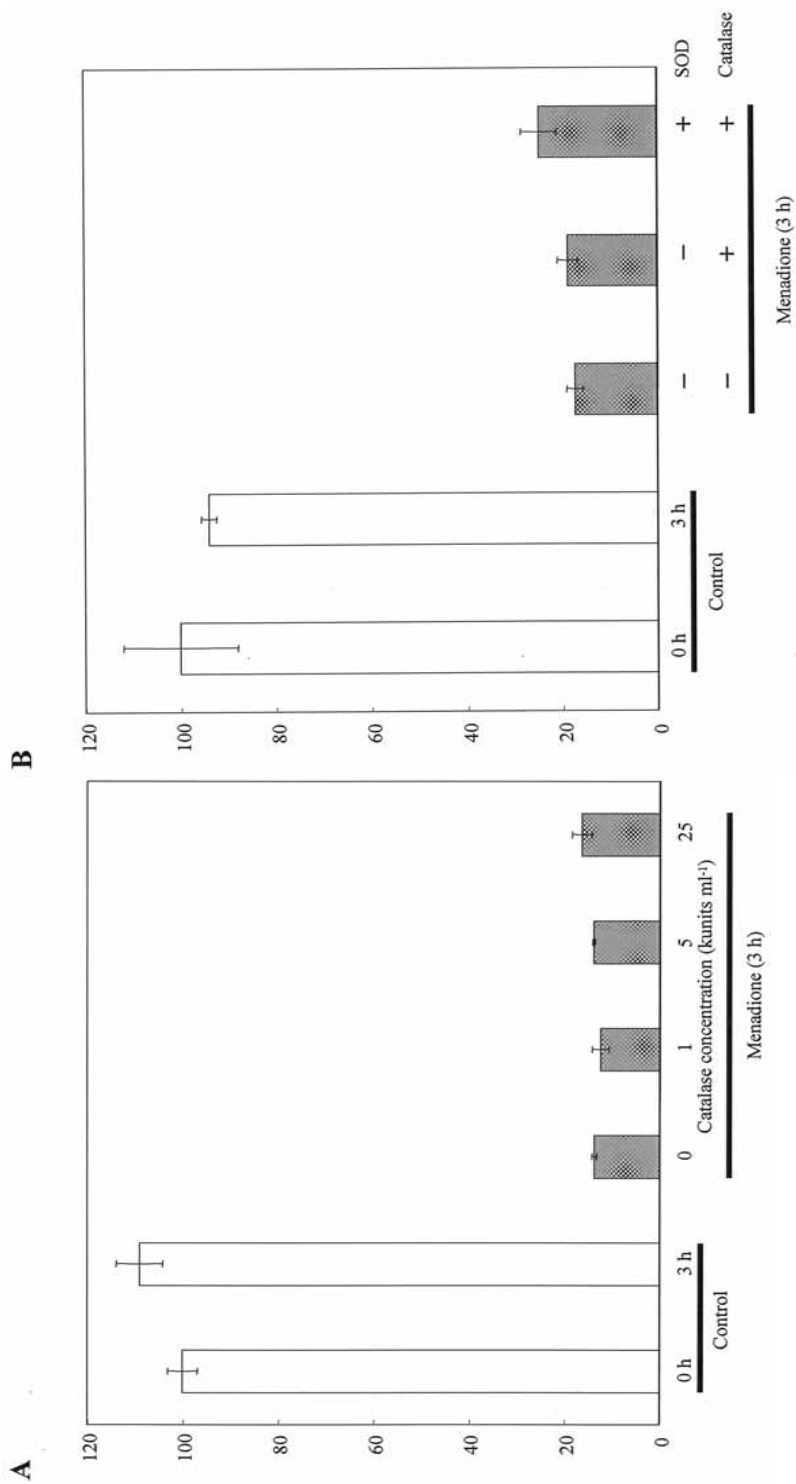 A
120
100
80
60
40
20
0
0 h 3 h 0 1 5 25
Catalase concentration (kunits ml-1)
Control Menadione (3 h)
B
120
100
80
60
40
20
0
0 h 3 h − − + SOD
− + + Catalase
Control Menadione (3 h)